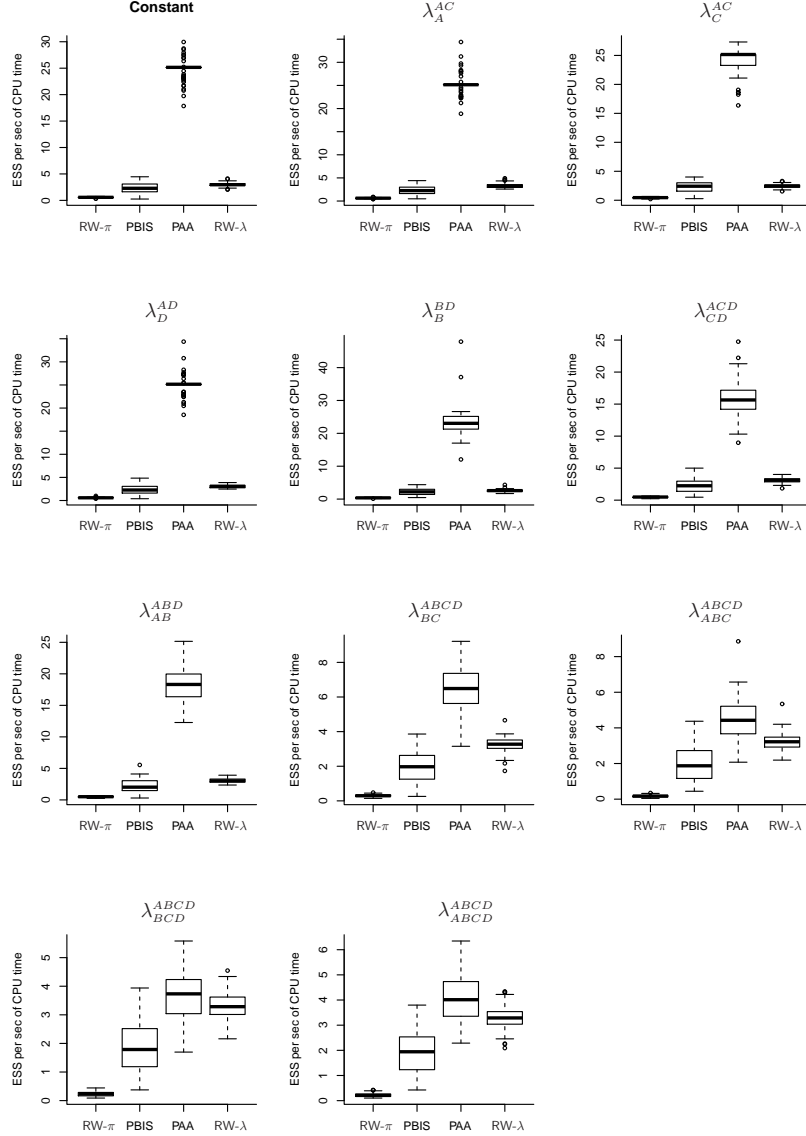 Constant λ_A^{AC} λ_C^{AC}
ESS per sec of CPU time ESS per sec of CPU time ESS per sec of CPU time
0 5 10 15 20 25 30
0 5 10 20 30
0 5 10 15 20 25
RW-π PBIS PAA RW-λ RW-π PBIS PAA RW-λ RW-π PBIS PAA RW-λ
λ_D^{AD} λ_B^{BD} λ_{CD}^{ACD}
ESS per sec of CPU time ESS per sec of CPU time ESS per sec of CPU time
0 5 10 20 30
0 10 20 30 40
0 5 10 15 20 25
RW-π PBIS PAA RW-λ RW-π PBIS PAA RW-λ RW-π PBIS PAA RW-λ
λ_{AB}^{ABD} λ_{BC}^{ABCD} λ_{ABC}^{ABCD}
ESS per sec of CPU time ESS per sec of CPU time ESS per sec of CPU time
0 5 10 15 20 25
0 2 4 6 8
0 2 4 6 8
RW-π PBIS PAA RW-λ RW-π PBIS PAA RW-λ RW-π PBIS PAA RW-λ
λ_{BCD}^{ABCD} λ_{ABCD}^{ABCD}
ESS per sec of CPU time ESS per sec of CPU time
0 1 2 3 4 5
0 1 2 3 4 5 6
RW-π PBIS PAA RW-λ RW-π PBIS PAA RW-λ